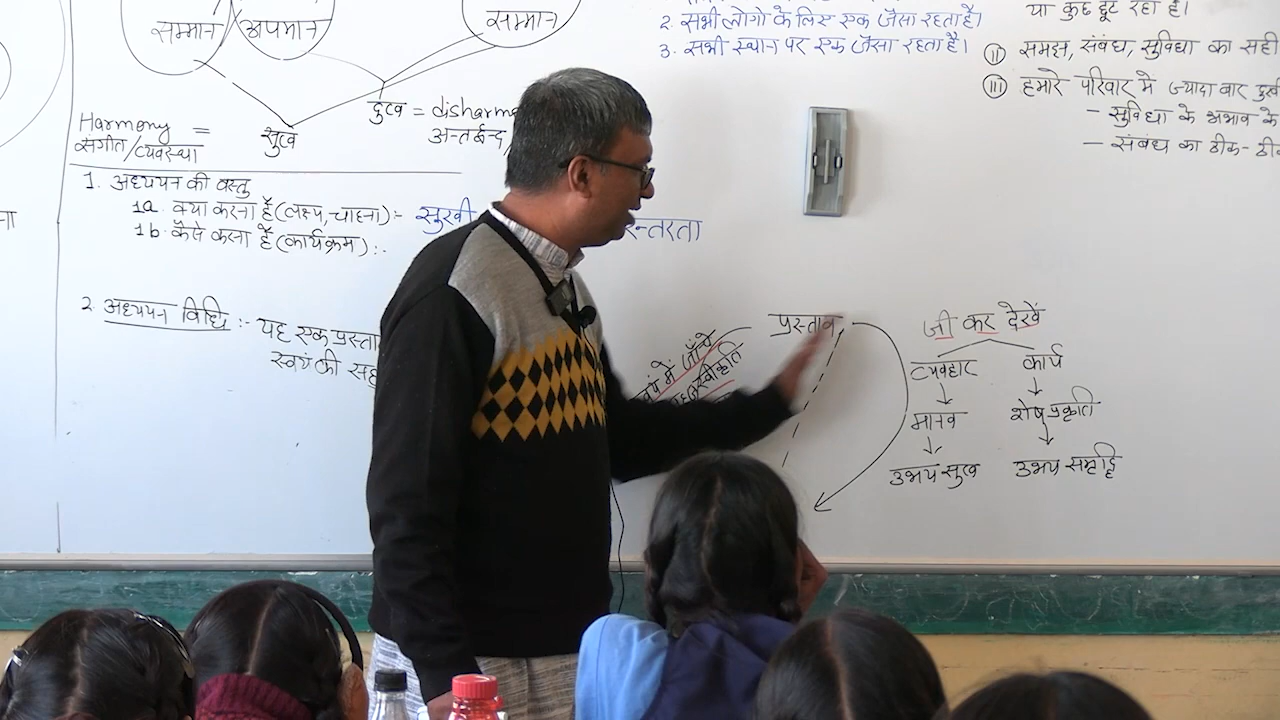 सम्मान
अपमान
सम्मान
दुःख = disharmo
अन्तर्द्वन्द,
Harmony =
संगीत/व्यवस्था
सुख
1. अध्ययन की वस्तु
1a. क्या करना है (लक्ष्य, चाहना) :- सुखी न्तरता
1b. कैसे करना है (कार्यक्रम) :-
2. अध्ययन विधि :- यह एक प्रस्ता
स्वयं की सह
2. सभी लोगो के लिए एक जैसा रहता है।
3. सभी स्थान पर एक जैसा रहता है।
या कुछ टूट रहा है।
II समझ, संबंध, सुविधा का सही
III हमारे परिवार मे ज्यादा बार दुखी
- सुविधा के अभाव के
- संबंध का ठीक-ठीक
प्रस्ताव
में जाँचे
स्वीकृति
जी कर देखें
व्यवहार कार्य
मानव शेष प्रकृति
उभय सुख उभय समृद्धि